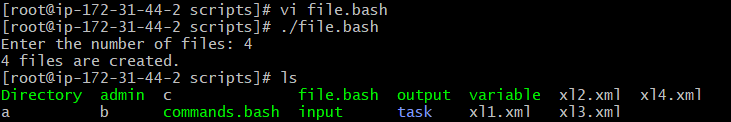 [root@ip-172-31-44-2 scripts]# vi file.bash
[root@ip-172-31-44-2 scripts]# ./file.bash
Enter the number of files: 4
4 files are created.
[root@ip-172-31-44-2 scripts]# ls
Directory admin c file.bash output variable xl2.xml xl4.xml
a b commands.bash input task xl1.xml xl3.xml